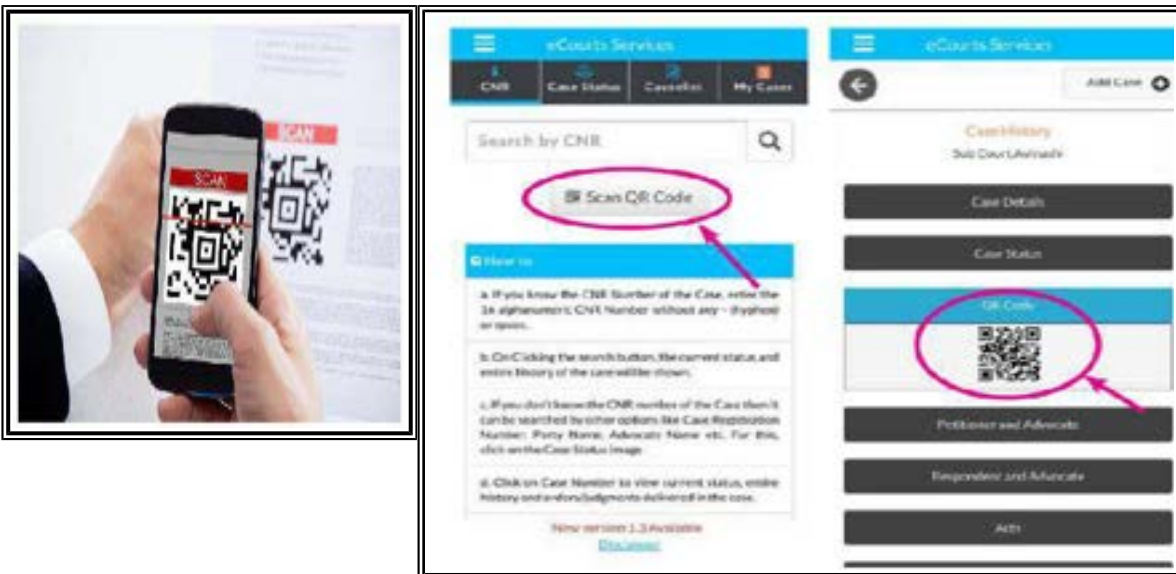 SCAN
SCAN
eCourts Services
CNR Case Status Causelist My Cases
Search by CNR
Scan QR Code
How to
a. If you know the CNR Number of the Case, enter the
16 alphanumeric CNR Number without any - (hyphen)
or space.
b. On Clicking the search button, the current status and
entire history of the case will be shown.
c. If you don't know the CNR number of the Case then it
can be searched by other options like Case Registration
Number, Party Name, Advocate Name etc. For this,
click on the Case Status Image
d. Click on Case Number to view current status, entire
history and orders/judgments delivered in the case.
New version 1.3 Available
Disclaimer
eCourts Services
Add Case
Case History
Sub Court, Avinashi
Case Details
Case Status
QR Code
Petitioner and Advocate
Respondent and Advocate
Acts